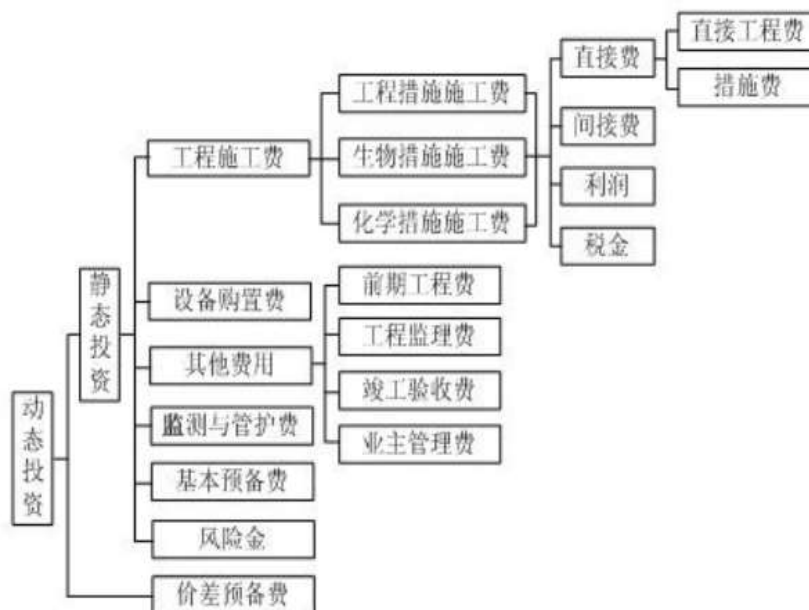 直接工程费
直接费
措施费
工程措施施工费
间接费
工程施工费
生物措施施工费
利润
化学措施施工费
税金
静态投资
设备购置费
前期工程费
工程监理费
其他费用
竣工验收费
动态投资
监测与管护费
业主管理费
基本预备费
风险金
价差预备费